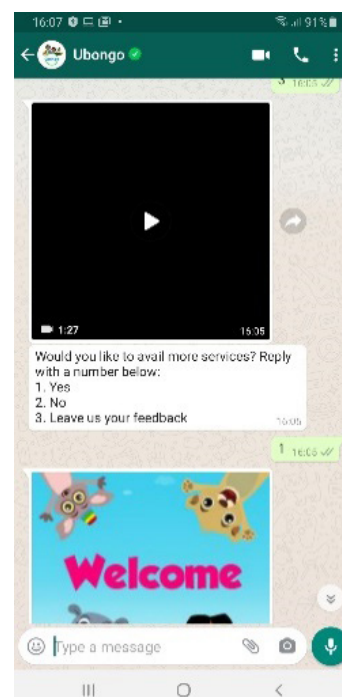 16:07
91%
Ubongo
3 16:05
1:27
16:05
Would you like to avail more services? Reply
with a number below:
1. Yes
2. No
3. Leave us your feedback
16:05
1 16:05
Welcome
Type a message